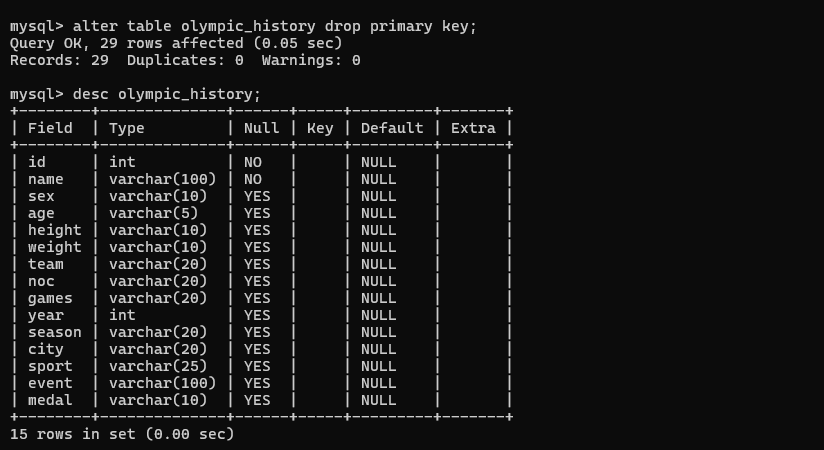 mysql> alter table olympic_history drop primary key;
Query OK, 29 rows affected (0.05 sec)
Records: 29  Duplicates: 0  Warnings: 0

mysql> desc olympic_history;
+--------+--------------+------+-----+---------+-------+
| Field  | Type         | Null | Key | Default | Extra |
+--------+--------------+------+-----+---------+-------+
| id     | int          | NO   |     | NULL    |       |
| name   | varchar(100) | NO   |     | NULL    |       |
| sex    | varchar(10)  | YES  |     | NULL    |       |
| age    | varchar(5)   | YES  |     | NULL    |       |
| height | varchar(10)  | YES  |     | NULL    |       |
| weight | varchar(10)  | YES  |     | NULL    |       |
| team   | varchar(20)  | YES  |     | NULL    |       |
| noc    | varchar(20)  | YES  |     | NULL    |       |
| games  | varchar(20)  | YES  |     | NULL    |       |
| year   | int          | YES  |     | NULL    |       |
| season | varchar(20)  | YES  |     | NULL    |       |
| city   | varchar(20)  | YES  |     | NULL    |       |
| sport  | varchar(25)  | YES  |     | NULL    |       |
| event  | varchar(100) | YES  |     | NULL    |       |
| medal  | varchar(10)  | YES  |     | NULL    |       |
+--------+--------------+------+-----+---------+-------+
15 rows in set (0.00 sec)